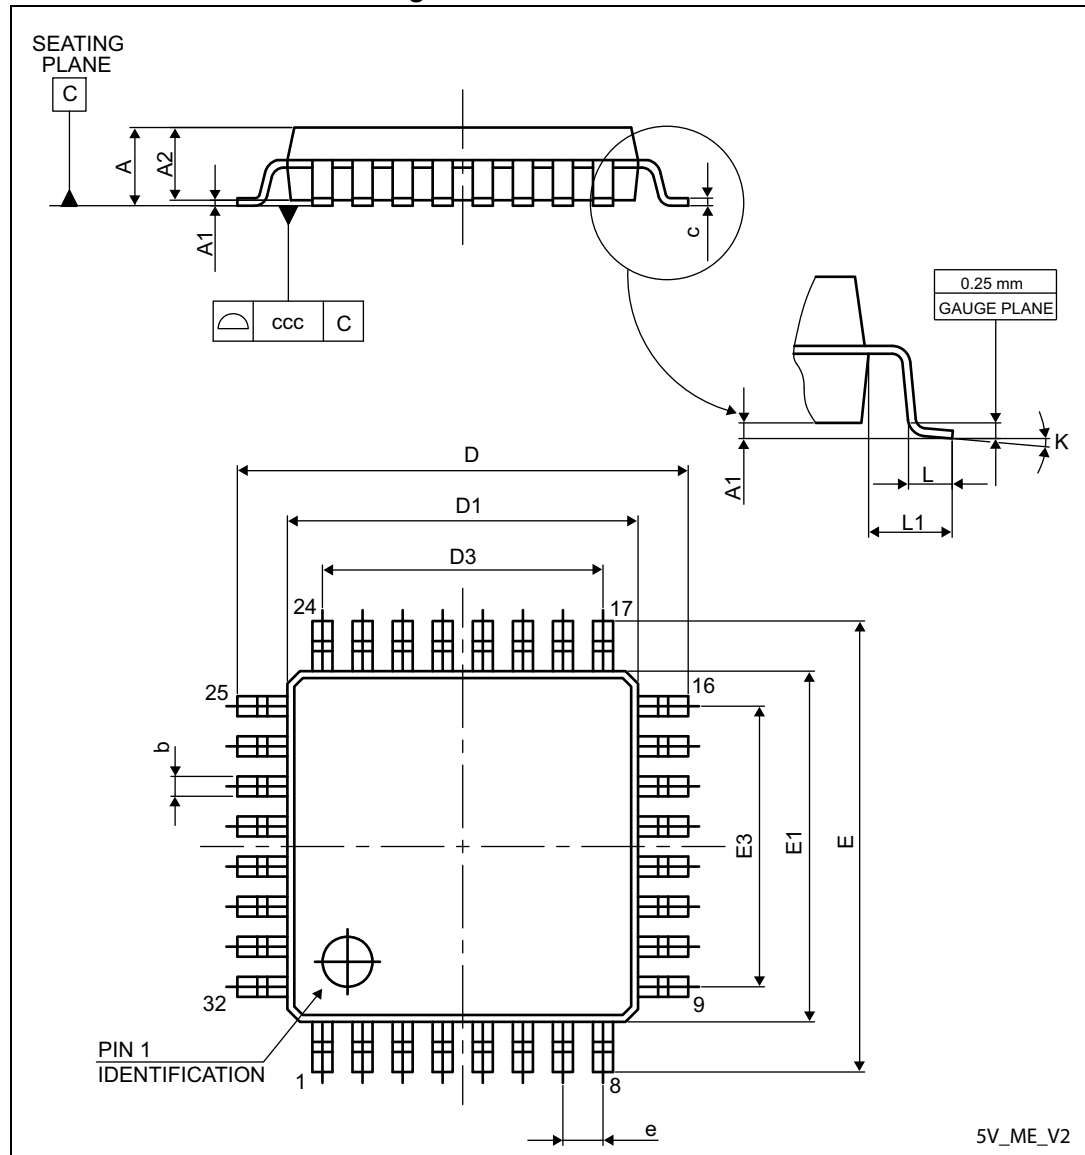 SEATING
PLANE
C
A
A2
A1
c
ccc
C
0.25 mm
GAUGE PLANE
K
A1
L
L1
D
D1
D3
24
17
25
16
b
E3
E1
E
32
9
PIN 1
IDENTIFICATION
1
8
e
5V_ME_V2